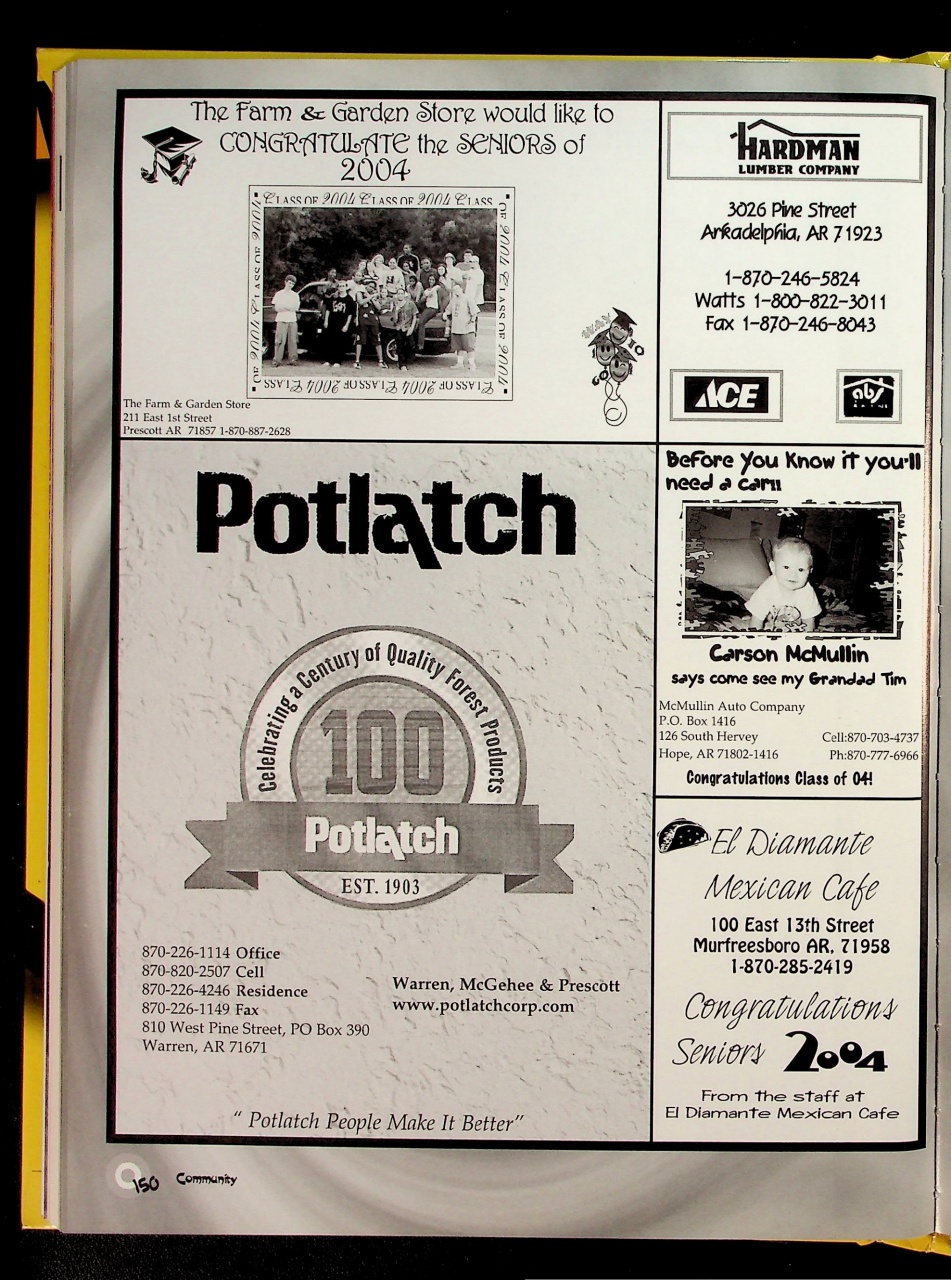 The Farm & Garden Store would like to
CONGRATULATE the SENIORS of
2004
CLASS OF 2004 CLASS OF 2004 CLASS
OF 2004 CLASS OF 2004
CLASS OF 2004 CLASS OF 2004 CLASS
OF 2004 CLASS OF 2004
WAY
TO
GO
The Farm & Garden Store
211 East 1st Street
Prescott AR 71857 1-870-887-2628
HARDMAN
LUMBER COMPANY
3026 Pine Street
Arkadelphia, AR 71923
1-870-246-5824
Watts 1-800-822-3011
Fax 1-870-246-8043
ACE
abt
Potlatch
Celebrating a Century of Quality Forest Products
100
Potlatch
EST. 1903
870-226-1114 Office
870-820-2507 Cell
870-226-4246 Residence
870-226-1149 Fax
810 West Pine Street, PO Box 390
Warren, AR 71671
Warren, McGehee & Prescott
www.potlatchcorp.com
“ Potlatch People Make It Better”
Before You Know it you'll
need a car!!
Carson McMullin
says come see my Grandad Tim
McMullin Auto Company
P.O. Box 1416
126 South Hervey
Hope, AR 71802-1416
Cell:870-703-4737
Ph:870-777-6966
Congratulations Class of 04!
El Diamante
Mexican Cafe
100 East 13th Street
Murfreesboro AR. 71958
1-870-285-2419
Congratulations
Seniors 2004
From the staff at
El Diamante Mexican Cafe
150 Community